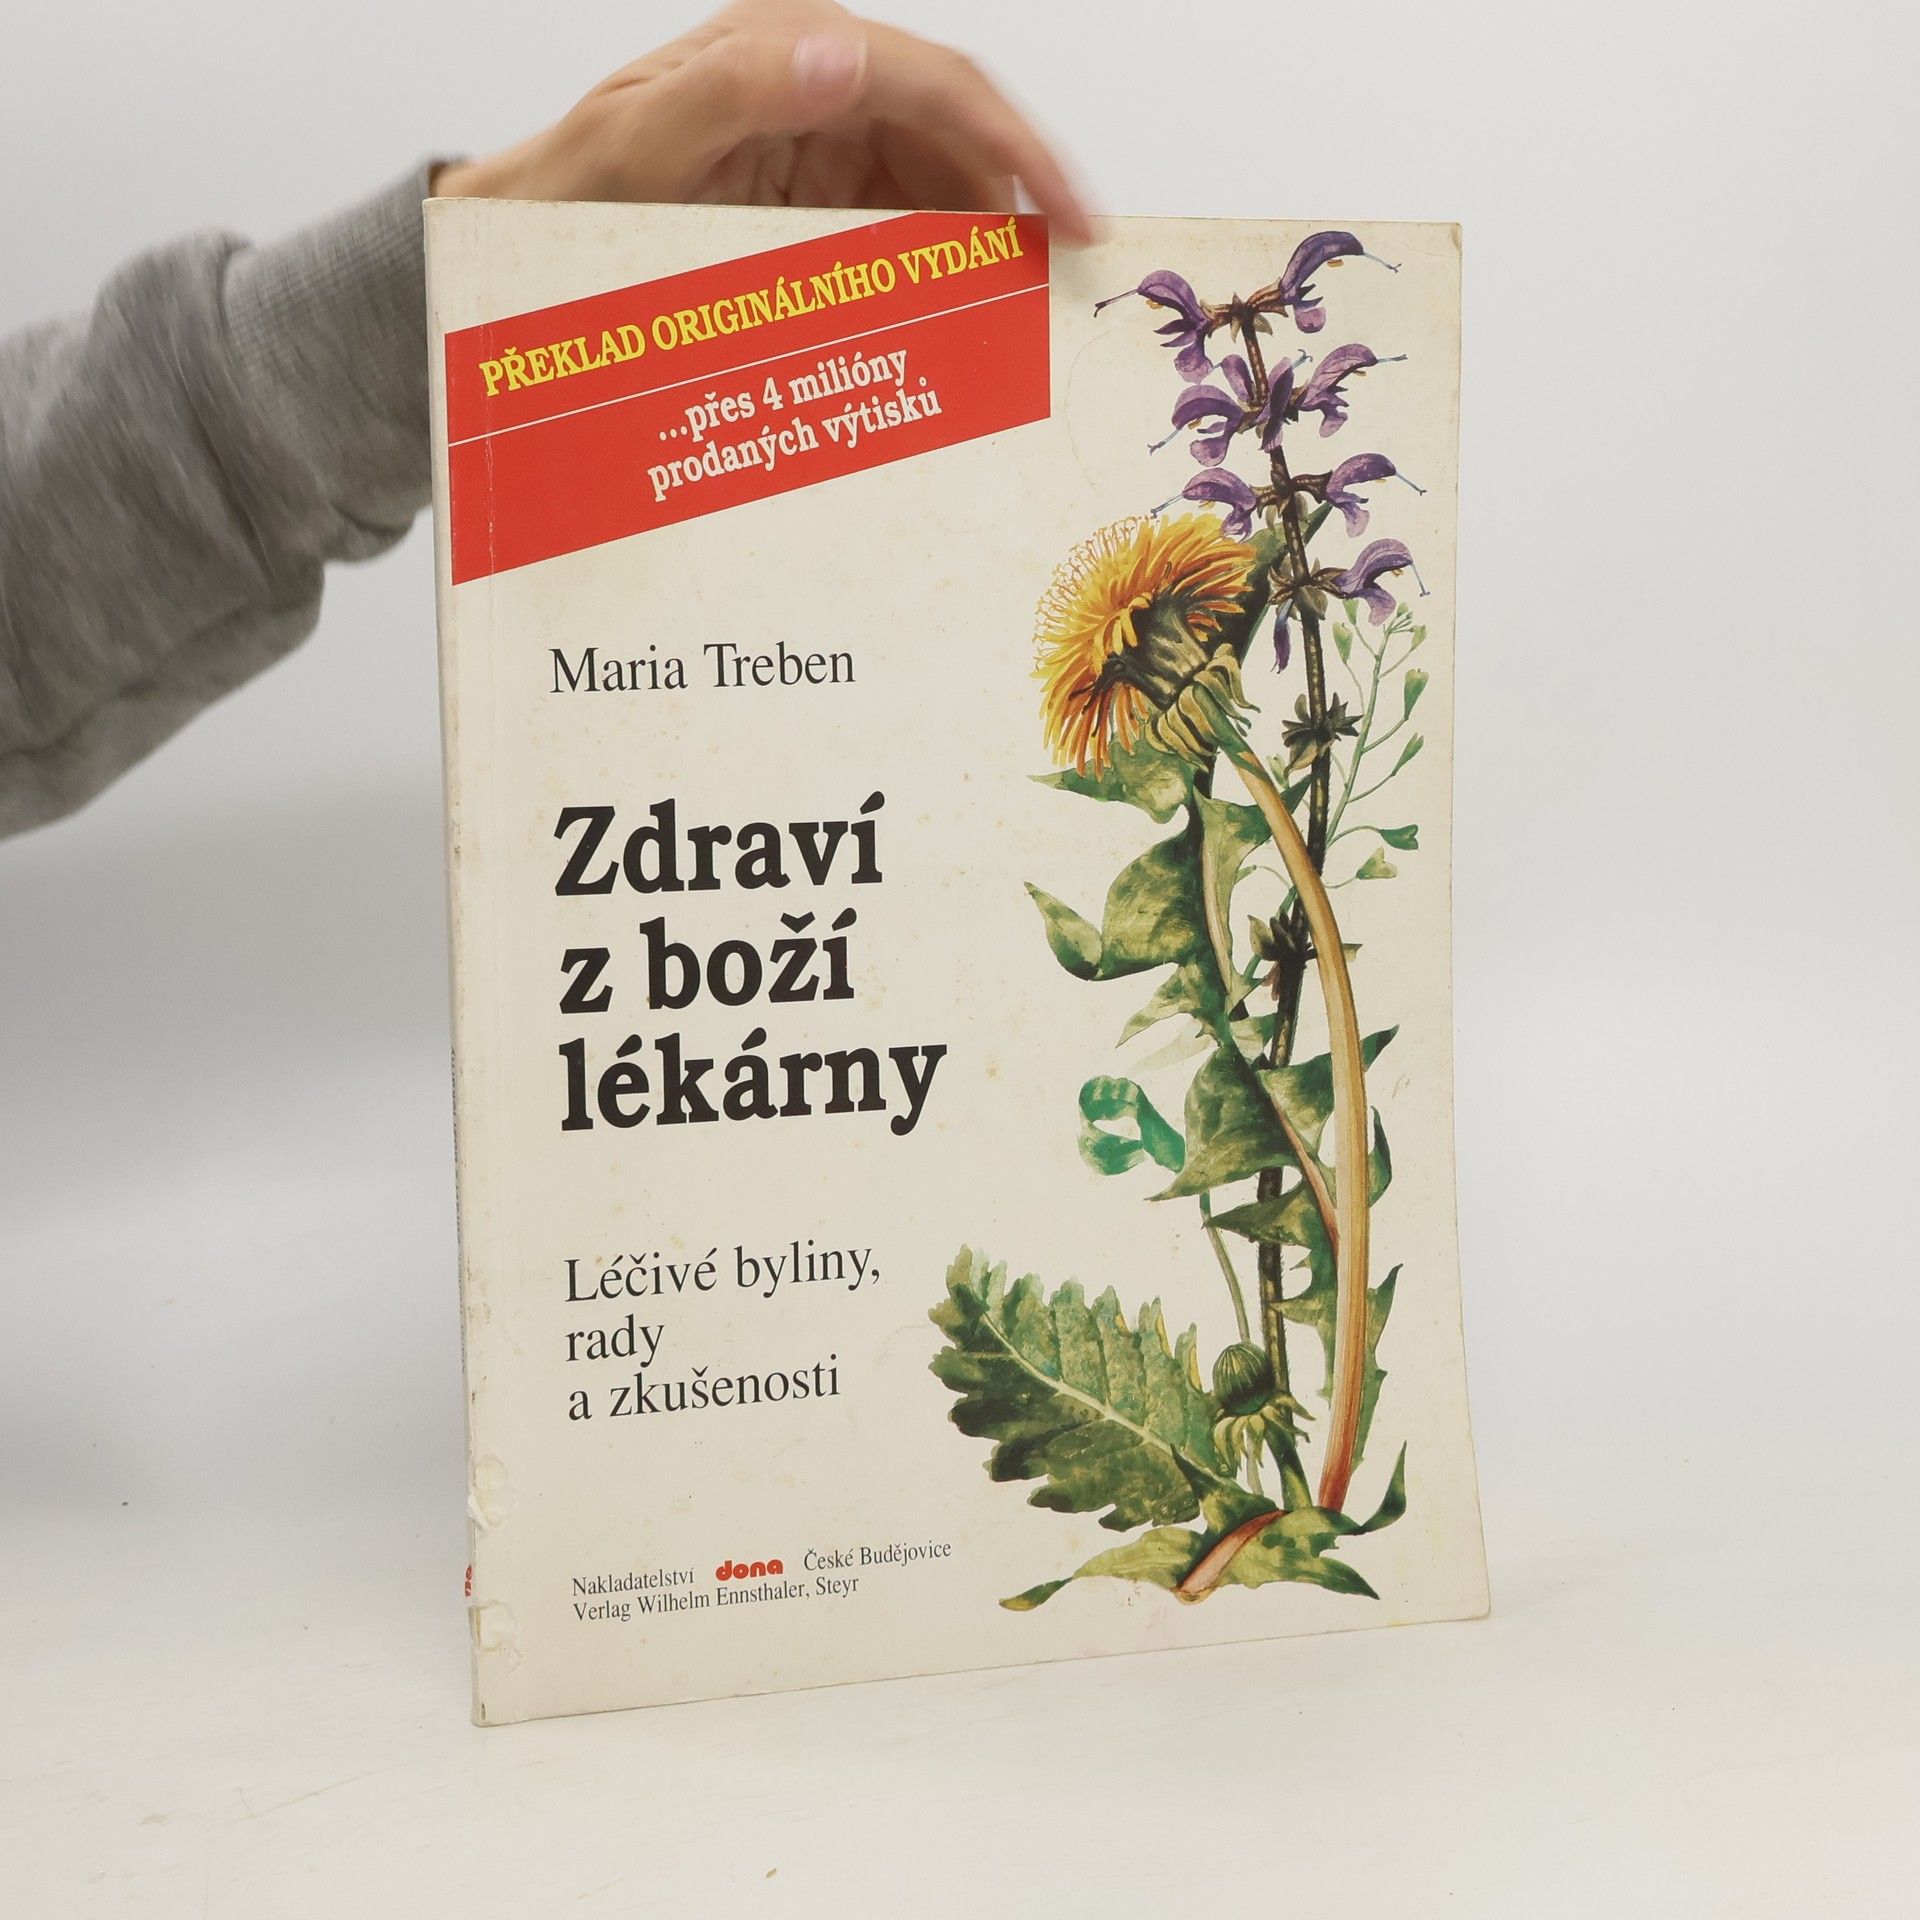 PŘEKLAD ORIGINÁLNÍHO VYDÁNÍ
...přes 4 milióny
prodaných výtisků
Maria Treben
Zdraví
z boží
lékárny
Léčivé byliny,
rady
a zkušenosti
Nakladatelství dona České Budějovice
Verlag Wilhelm Ennsthaler, Steyr